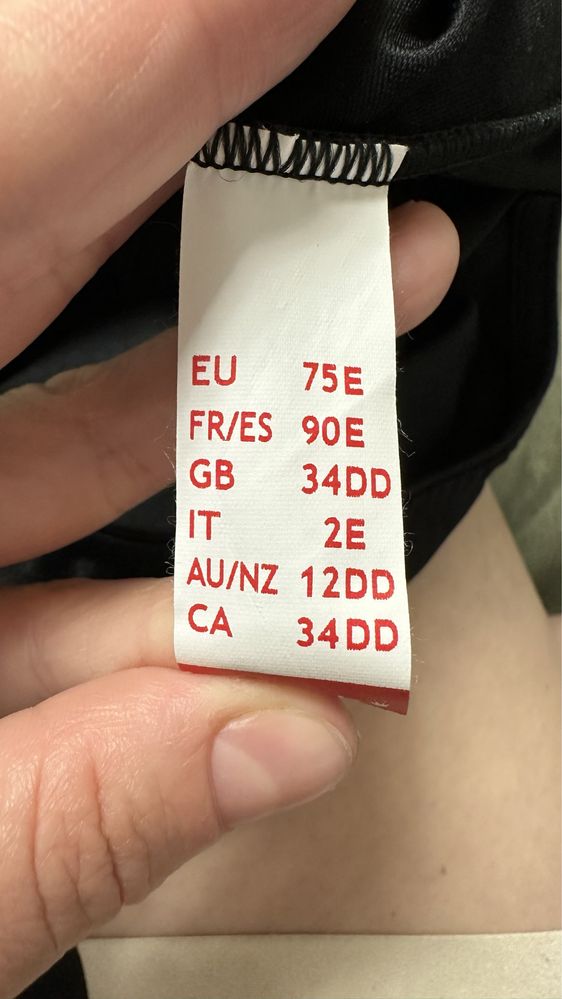 EU 75E
FR/ES 90E
GB 34DD
IT 2E
AU/NZ 12DD
CA 34DD